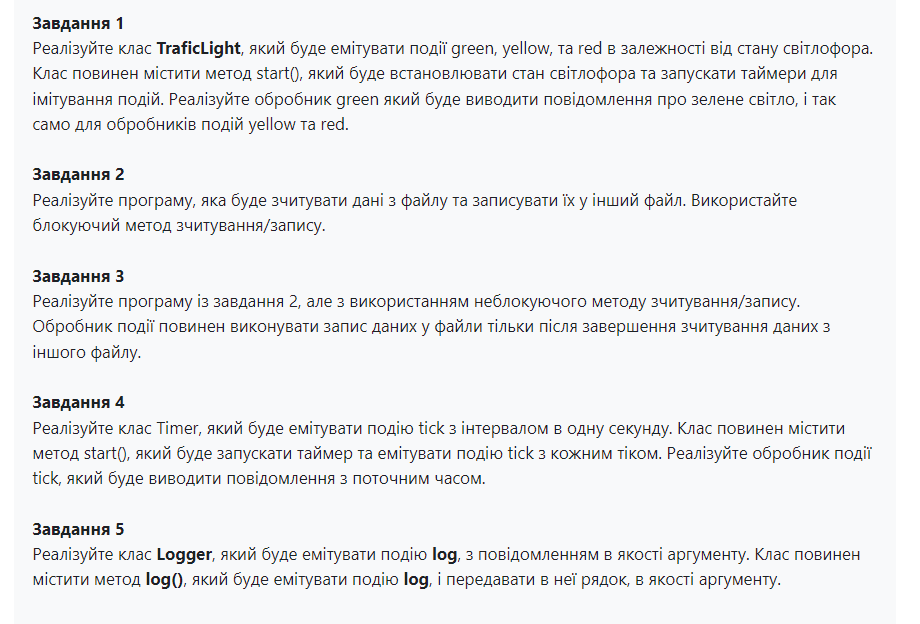 Завдання 1
Реалізуйте клас TraficLight, який буде емітувати події green, yellow, та red в залежності від стану світлофора.
Клас повинен містити метод start(), який буде встановлювати стан світлофора та запускати таймери для
імітування подій. Реалізуйте обробник green який буде виводити повідомлення про зелене світло, і так
само для обробників подій yellow та red.
Завдання 2
Реалізуйте програму, яка буде зчитувати дані з файлу та записувати їх у інший файл. Використайте
блокуючий метод зчитування/запису.
Завдання 3
Реалізуйте програму із завдання 2, але з використанням неблокуючого методу зчитування/запису.
Обробник події повинен виконувати запис даних у файли тільки після завершення зчитування даних з
іншого файлу.
Завдання 4
Реалізуйте клас Timer, який буде емітувати подію tick з інтервалом в одну секунду. Клас повинен містити
метод start(), який буде запускати таймер та емітувати подію tick з кожним тіком. Реалізуйте обробник події
tick, який буде виводити повідомлення з поточним часом.
Завдання 5
Реалізуйте клас Logger, який буде емітувати подію log, з повідомленням в якості аргументу. Клас повинен
містити метод log(), який буде емітувати подію log, і передавати в неї рядок, в якості аргументу.